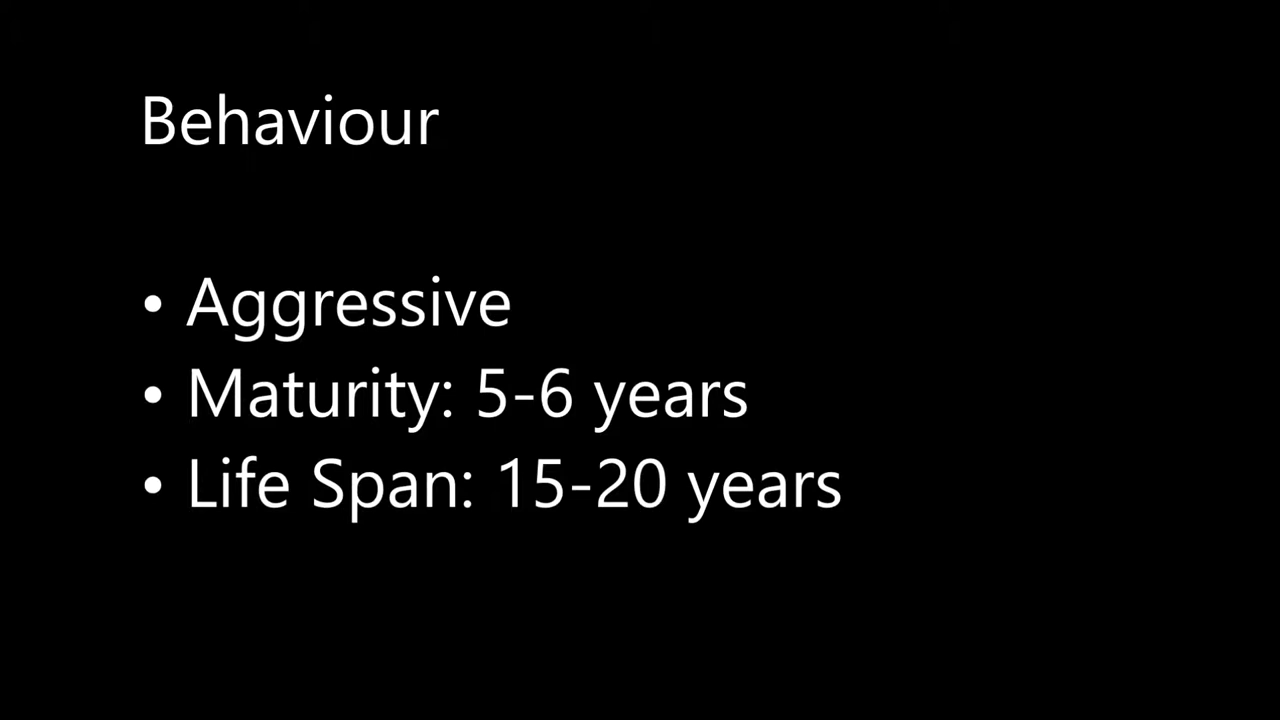 Behaviour
• Aggressive
• Maturity: 5-6 years
• Life Span: 15-20 years